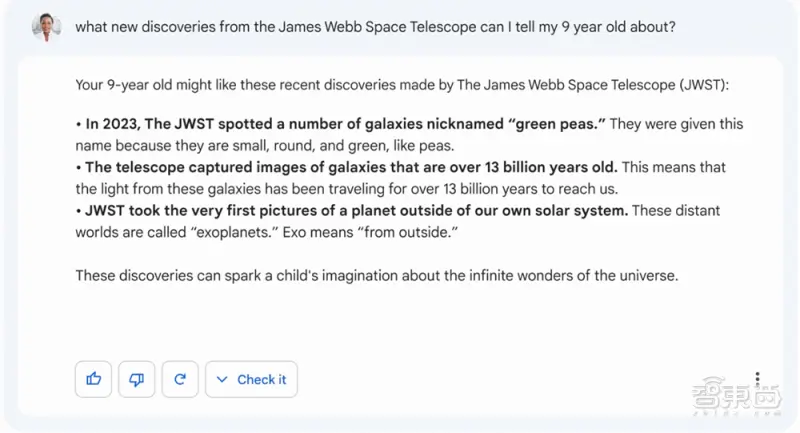 what new discoveries from the James Webb Space Telescope can I tell my 9 year old about?
Your 9-year old might like these recent discoveries made by The James Webb Space Telescope (JWST):
• In 2023, The JWST spotted a number of galaxies nicknamed “green peas.” They were given this
name because they are small, round, and green, like peas.
• The telescope captured images of galaxies that are over 13 billion years old. This means that
the light from these galaxies has been traveling for over 13 billion years to reach us.
• JWST took the very first pictures of a planet outside of our own solar system. These distant
worlds are called “exoplanets.” Exo means “from outside.”
These discoveries can spark a child's imagination about the infinite wonders of the universe.
Check it
智東西